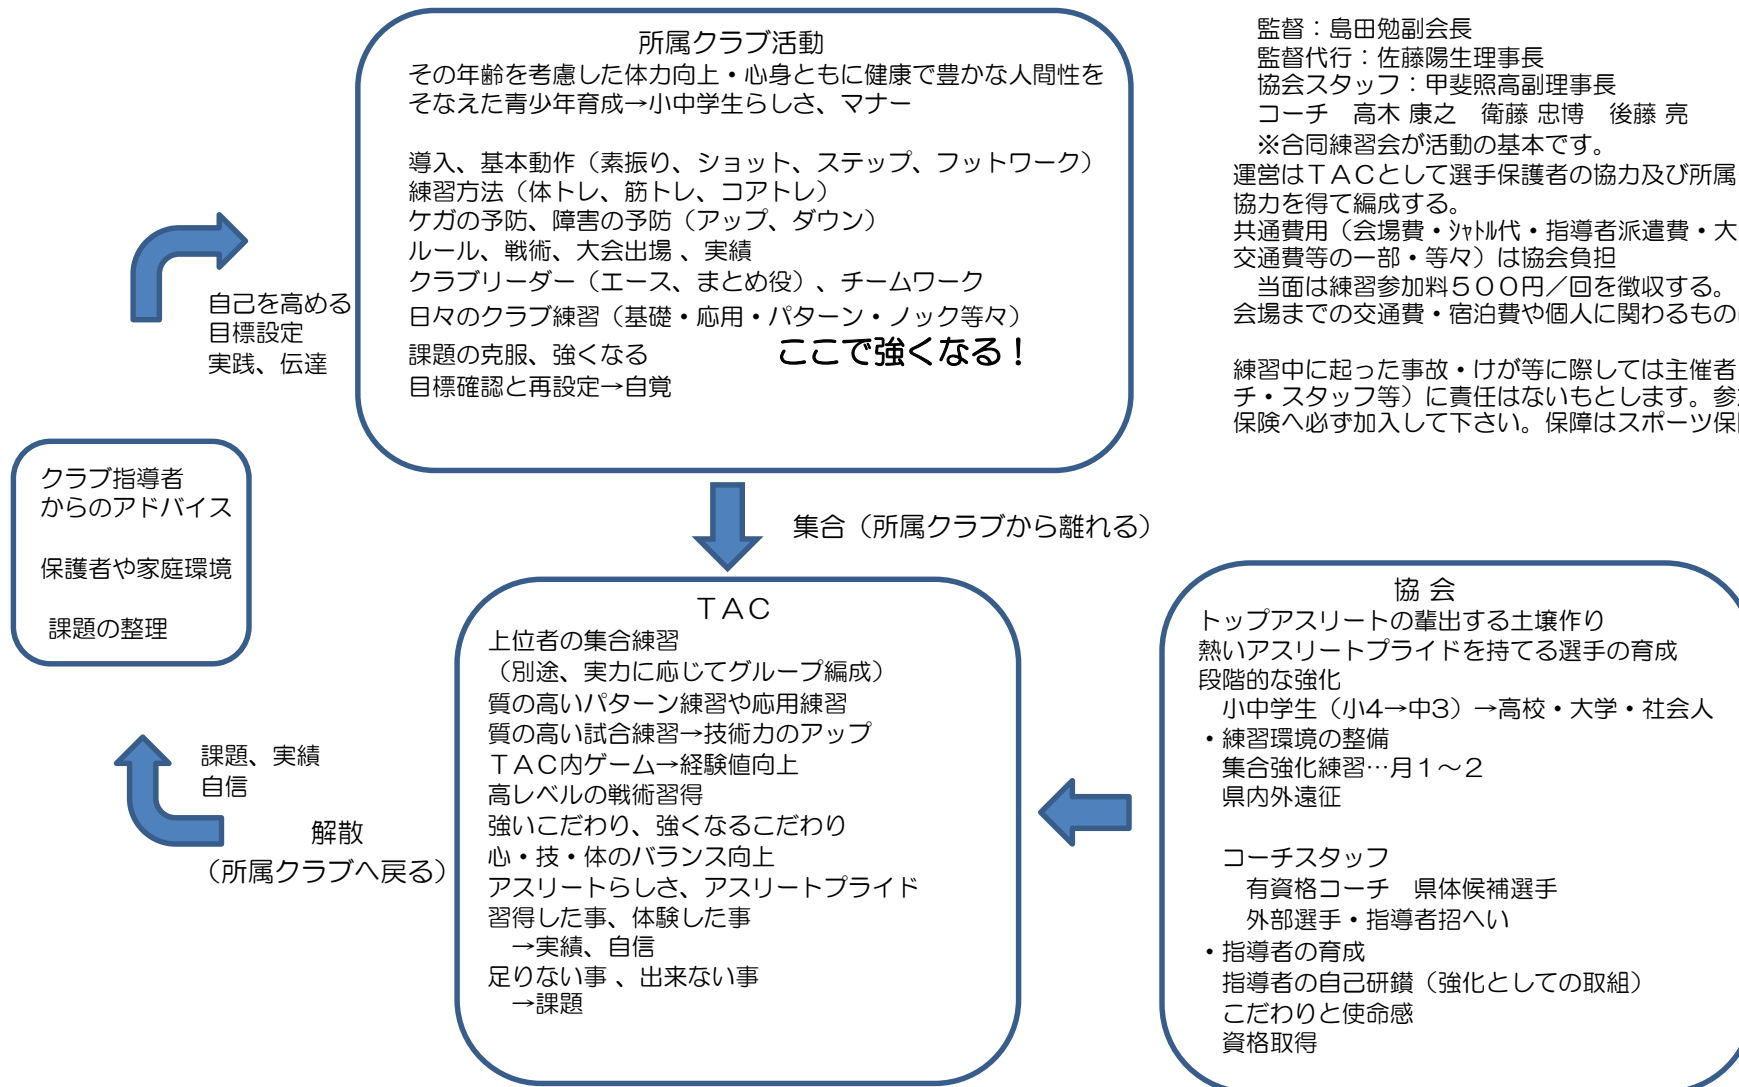 所属クラブ活動
その年齢を考慮した体力向上・心身ともに健康で豊かな人間性を
そなえた青少年育成→小中学生らしさ、マナー
導入、基本動作（素振り、ショット、ステップ、フットワーク）
練習方法（体トレ、筋トレ、コアトレ）
ケガの予防、障害の予防（アップ、ダウン）
ルール、戦術、大会出場 、実績
クラブリーダー（エース、まとめ役）、チームワーク
日々のクラブ練習（基礎・応用・パターン・ノック等々）
課題の克服、強くなる　ここで強くなる！
目標確認と再設定→自覚
監督：島田勉副会長
監督代行：佐藤陽生理事長
協会スタッフ：甲斐照高副理事長
コーチ　高木 康之　衛藤 忠博　後藤 亮
※合同練習会が活動の基本です。
運営はＴＡＣとして選手保護者の協力及び所属
協力を得て編成する。
共通費用（会場費・ｼｬﾄﾙ代・指導者派遣費・大
交通費等の一部・等々）は協会負担
当面は練習参加料５００円／回を徴収する。
会場までの交通費・宿泊費や個人に関わるもの
練習中に起った事故・けが等に際しては主催者
チ・スタッフ等）に責任はないもとします。参
保険へ必ず加入して下さい。保障はスポーツ保
自己を高める
目標設定
実践、伝達
クラブ指導者
からのアドバイス
保護者や家庭環境
課題の整理
集合（所属クラブから離れる）
ＴＡＣ
上位者の集合練習
（別途、実力に応じてグループ編成）
質の高いパターン練習や応用練習
質の高い試合練習→技術力のアップ
ＴＡＣ内ゲーム→経験値向上
高レベルの戦術習得
強いこだわり、強くなるこだわり
心・技・体のバランス向上
アスリートらしさ、アスリートプライド
習得した事、体験した事
→実績、自信
足りない事 、出来ない事
→課題
課題、実績
自信
解散
（所属クラブへ戻る）
協 会
トップアスリートの輩出する土壌作り
熱いアスリートプライドを持てる選手の育成
段階的な強化
小中学生（小4→中3）→高校・大学・社会人
・練習環境の整備
集合強化練習…月１～２
県内外遠征
コーチスタッフ
有資格コーチ　県体候補選手
外部選手・指導者招へい
・指導者の育成
指導者の自己研鑚（強化としての取組）
こだわりと使命感
資格取得